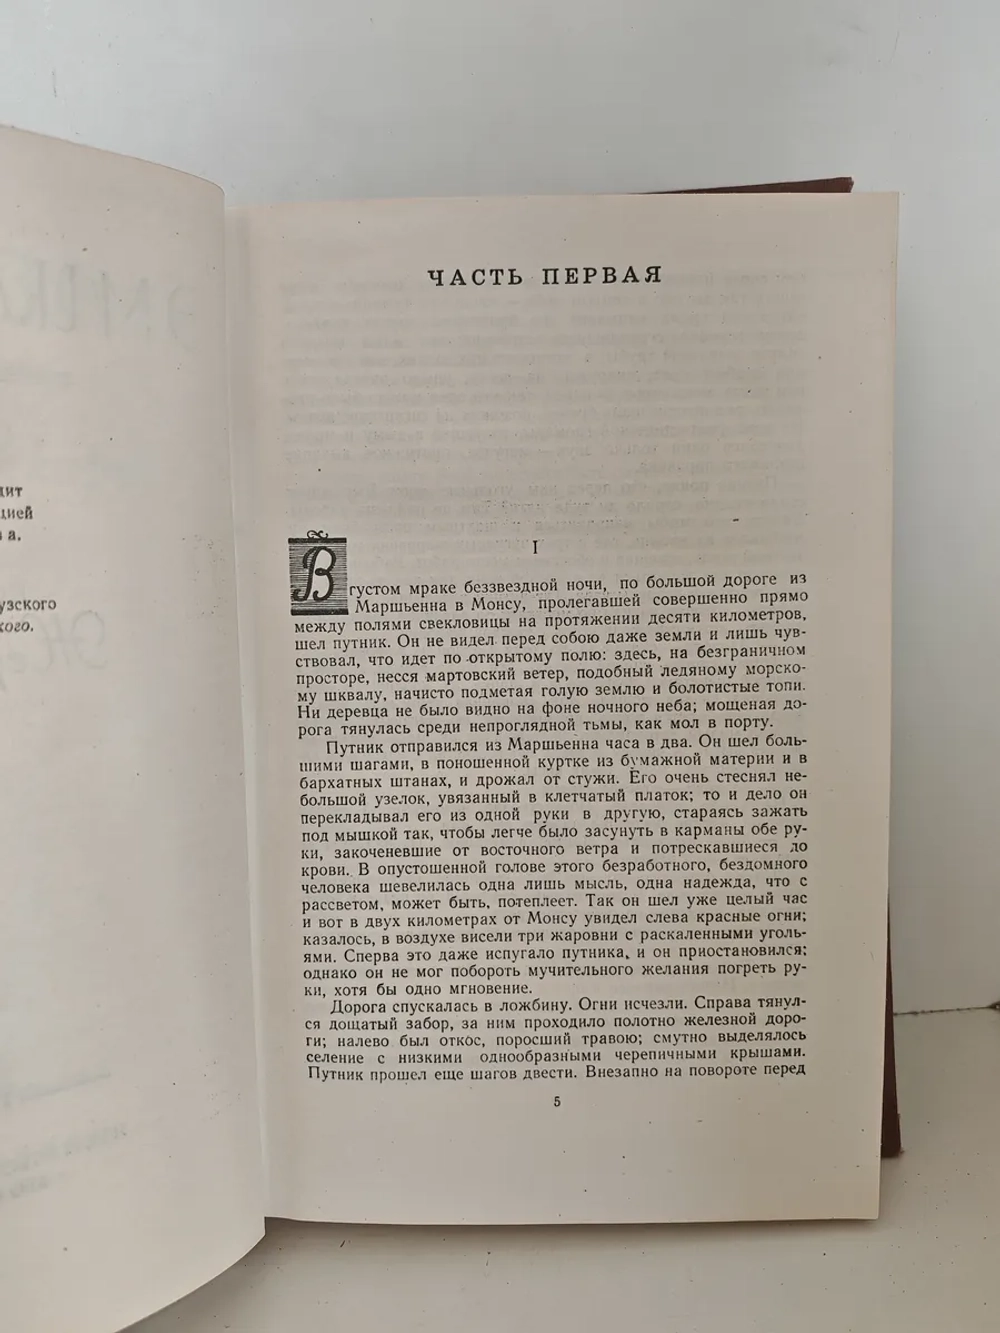 дит
цией
а.
узского
кого.
ЧАСТЬ ПЕРВАЯ
I
В густом мраке беззвездной ночи, по большой дороге из
Маршьенна в Монсу, пролегавшей совершенно прямо
между полями свекловицы на протяжении десяти километров,
шел путник. Он не видел перед собою даже земли и лишь чув-
ствовал, что идет по открытому полю: здесь, на безграничном
просторе, несся мартовский ветер, подобный ледяному морско-
му шквалу, начисто подметая голую землю и болотистые топи.
Ни деревца не было видно на фоне ночного неба; мощеная до-
рога тянулась среди непроглядной тьмы, как мол в порту.
Путник отправился из Маршьенна часа в два. Он шел боль-
шими шагами, в поношенной куртке из бумажной материи и в
бархатных штанах, и дрожал от стужи. Его очень стеснял не-
большой узелок, увязанный в клетчатый платок; то и дело он
перекладывал его из одной руки в другую, стараясь зажать
под мышкой так, чтобы легче было засунуть в карманы обе ру-
ки, закоченевшие от восточного ветра и потрескавшиеся до
крови. В опустошенной голове этого безработного, бездомного
человека шевелилась одна лишь мысль, одна надежда, что с
рассветом, может быть, потеплеет. Так он шел уже целый час
и вот в двух километрах от Монсу увидел слева красные огни;
казалось, в воздухе висели три жаровни с раскаленными уголь-
ями. Сперва это даже испугало путника, и он приостановился;
однако он не мог побороть мучительного желания погреть ру-
ки, хотя бы одно мгновение.
Дорога спускалась в ложбину. Огни исчезли. Справа тянул-
ся дощатый забор, за ним проходило полотно железной доро-
ги; налево был откос, поросший травою; смутно выделялось
селение с низкими однообразными черепичными крышами.
Путник прошел еще шагов двести. Внезапно на повороте перед
5